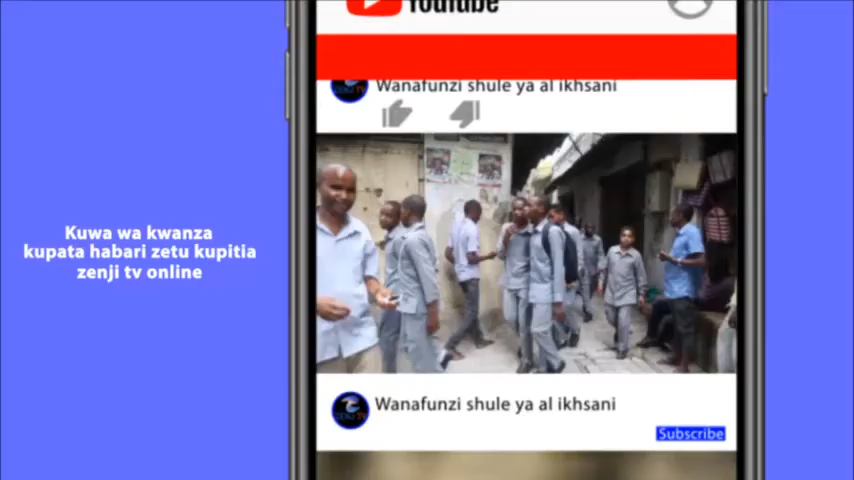 YouTube
Wanafunzi shule ya al ikhsani
Kuwa wa kwanza
kupata habari zetu kupitia
zenji tv online
Wanafunzi shule ya al ikhsani
Subscribe